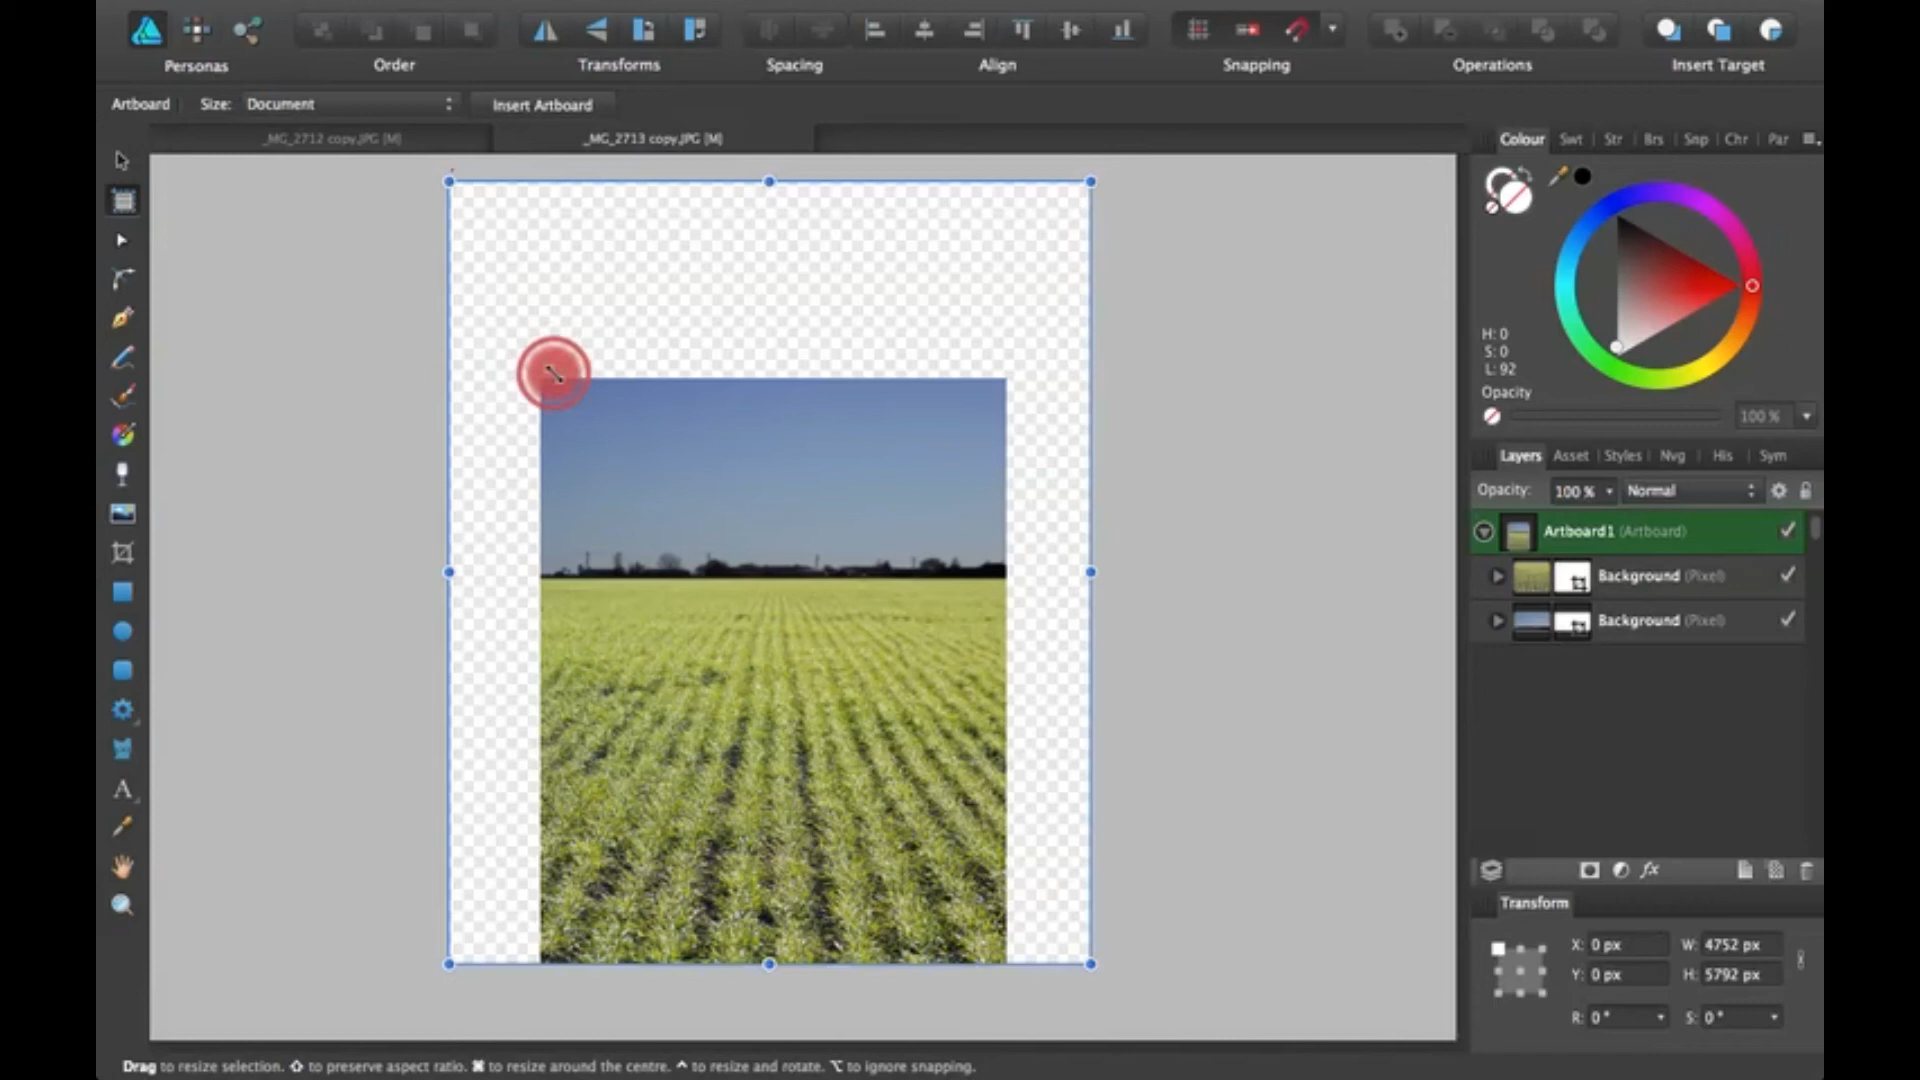 Personas
Order
Transforms
Spacing
Align
Snapping
Operations
Insert Target
Artboard
Size: Document
Insert Artboard
_MG_2712 copy.JPG [M]
_MG_2713 copy.JPG [M]
Colour Swt Str Brs Snp Chr Par
H: 0
S: 0
L: 92
Opacity
100 %
Layers Asset Styles Nvg His Sym
Opacity: 100 % Normal
Artboard1 (Artboard)
Background (Pixel)
Background (Pixel)
fx
Transform
X: 0 px W: 4752 px
Y: 0 px H: 5792 px
R: 0 ° S: 0 °
A
Drag to resize selection. ⇧ to preserve aspect ratio. ⌘ to resize around the centre. ^ to resize and rotate. ⌥ to ignore snapping.